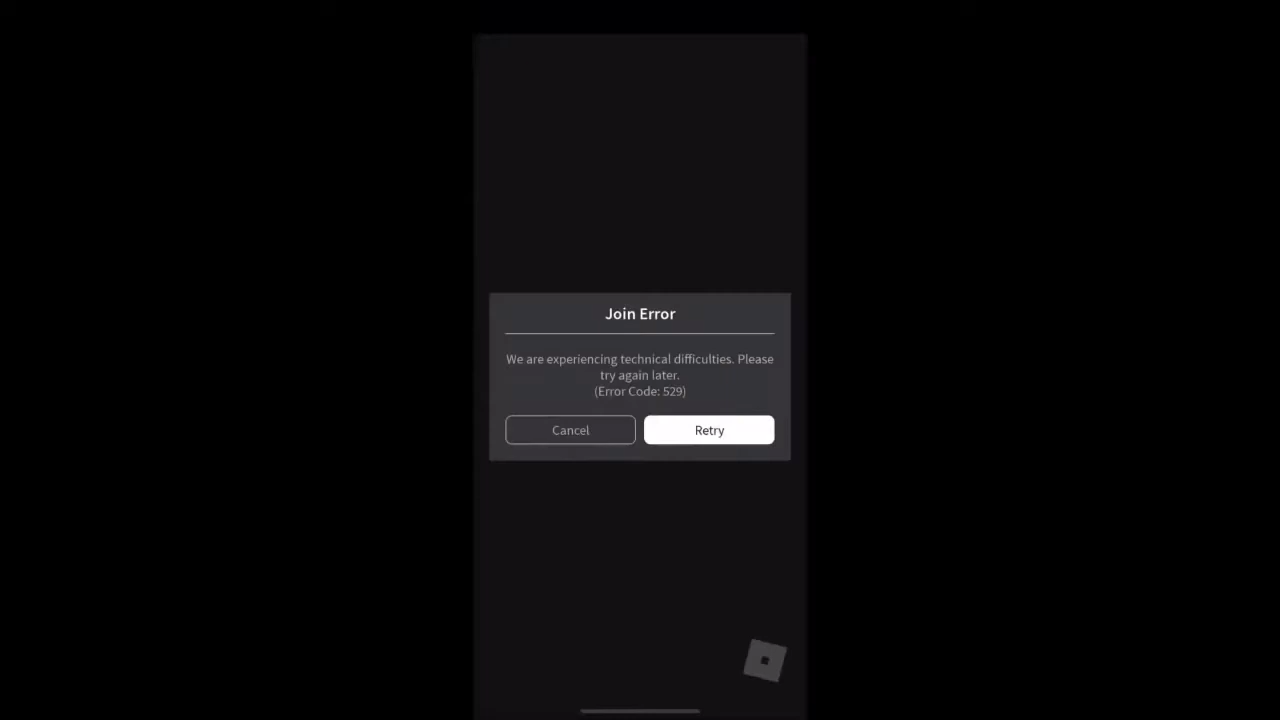 Join Error
We are experiencing technical difficulties. Please
try again later.
(Error Code: 529)
Cancel
Retry